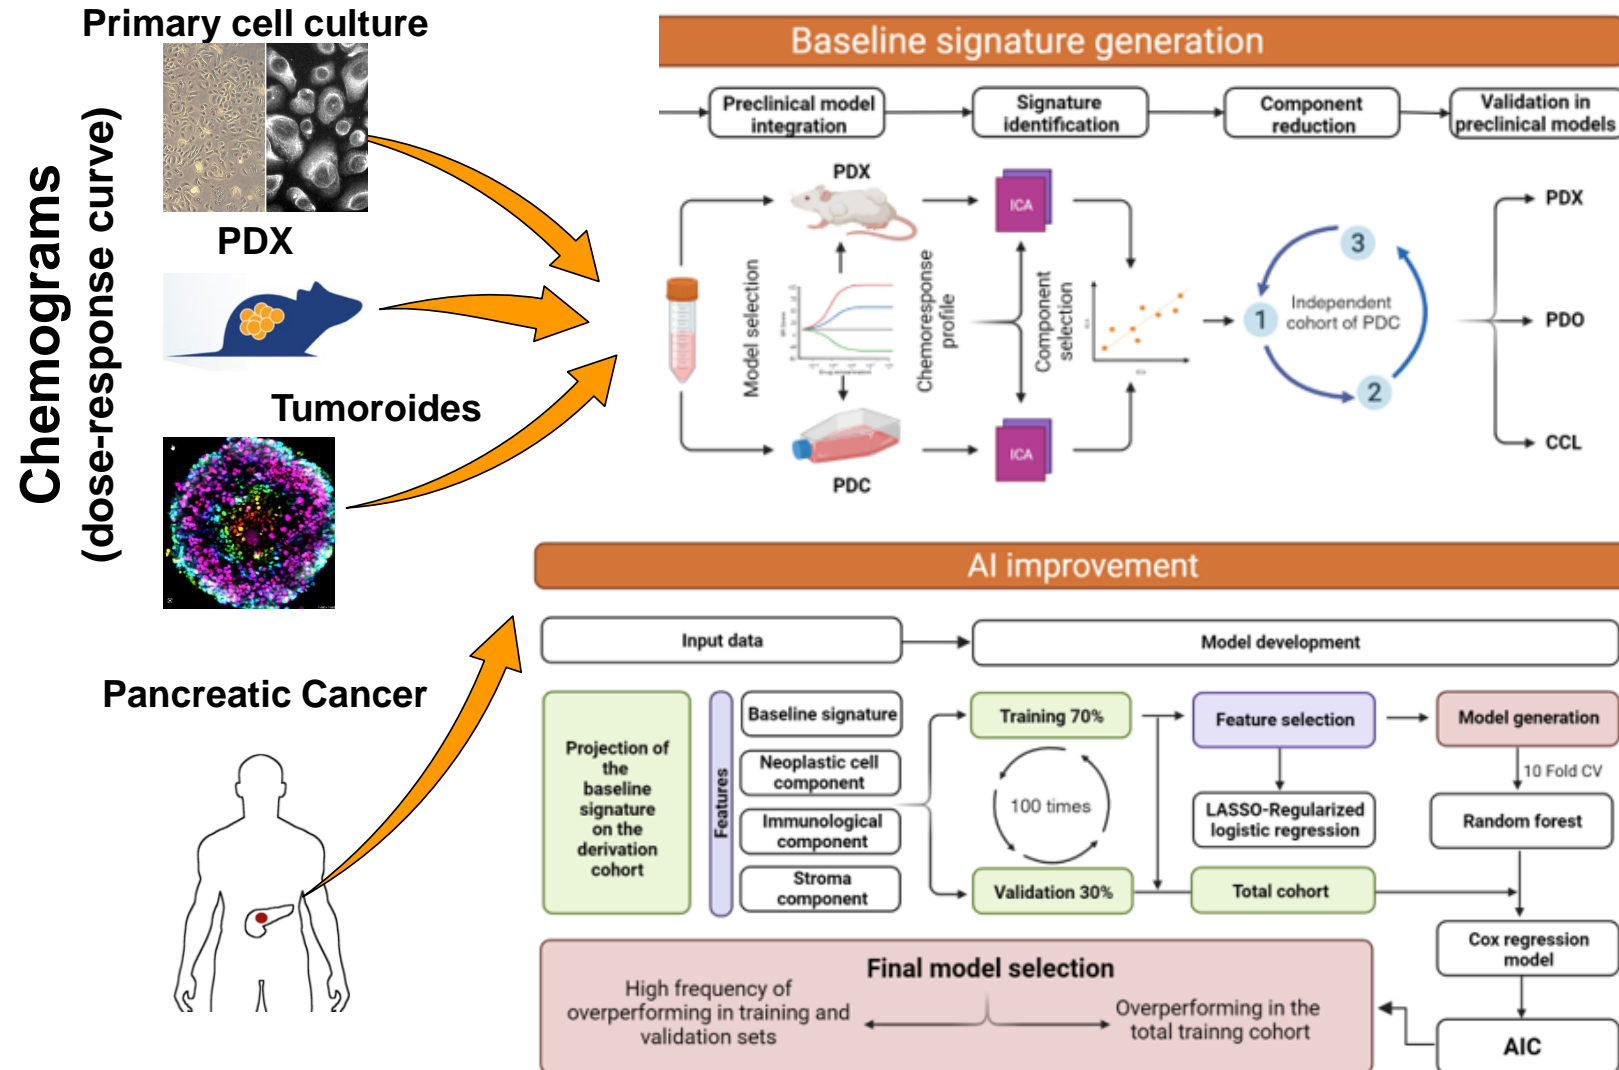 Primary cell culture
Chemograms
(dose-response curve)
PDX
Tumoroides
Pancreatic Cancer
Baseline signature generation
Preclinical model
integration
Signature
identification
Component
reduction
Validation in
preclinical models
PDX
Model selection
Chemoresponse
profile
PDC
ICA
ICA
Component
selection
3
1
2
Independent
cohort of PDC
PDX
PDO
CCL
AI improvement
Input data
Model development
Projection of
the
baseline
signature
on the
derivation
cohort
Features
Baseline signature
Neoplastic cell
component
Immunological
component
Stroma
component
Training 70%
100 times
Validation 30%
Feature selection
LASSO-Regularized
logistic regression
Total cohort
Model generation
10 Fold CV
Random forest
Cox regression
model
AIC
Final model selection
High frequency of
overperforming in training and
validation sets
Overperforming in the
total trainng cohort